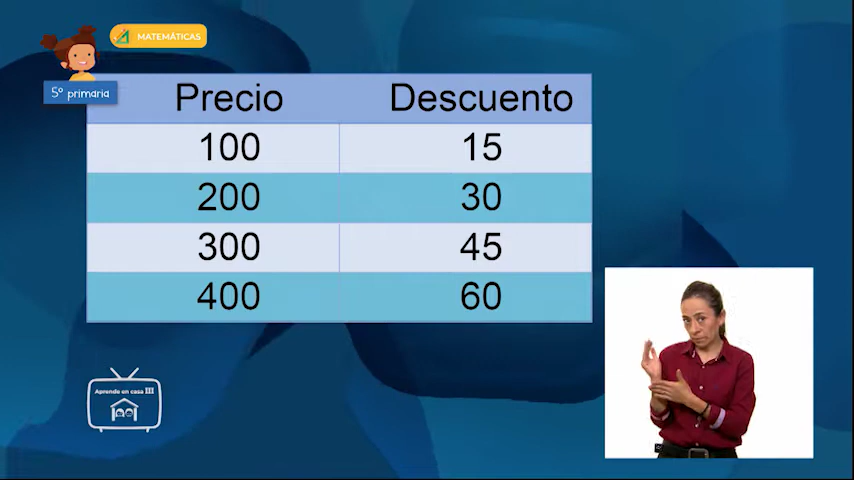 MATEMÁTICAS
5º primaria
Precio Descuento
100 15
200 30
300 45
400 60
Aprende en casa III